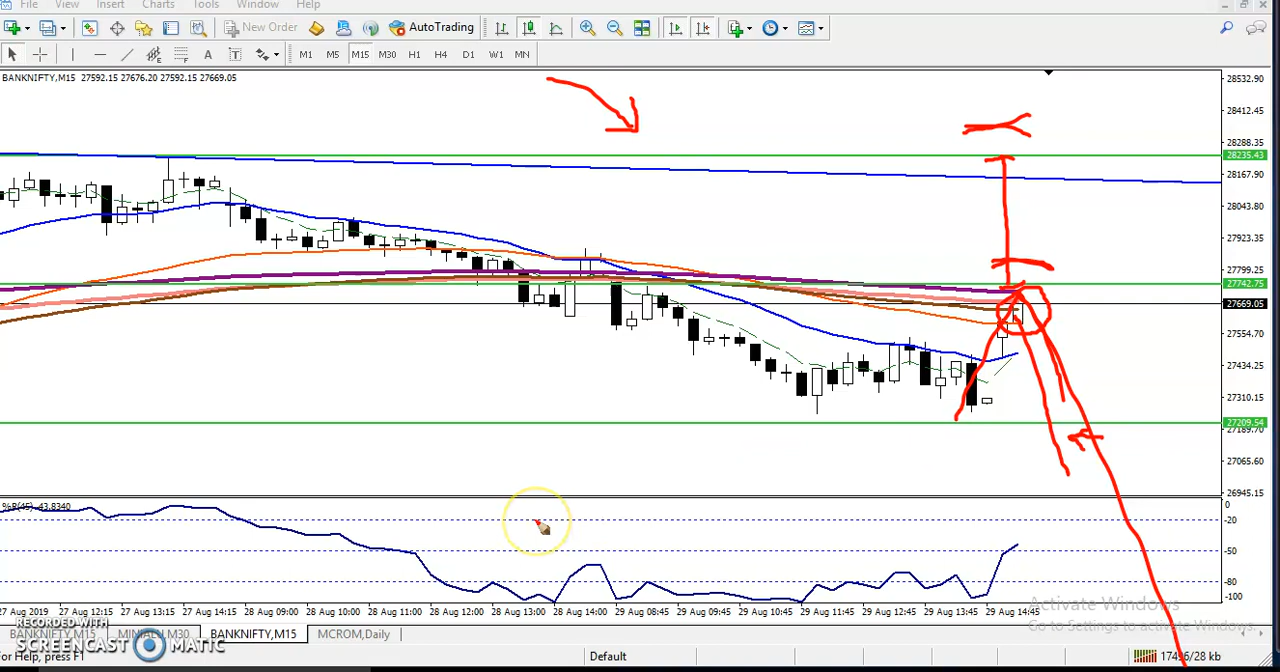 File View Insert Charts Tools Window Help
New Order AutoTrading
A T M1 M5 M15 M30 H1 H4 D1 W1 MN
BANKNIFTY,M15 27592.15 27676.20 27592.15 27669.05
28532.90
28412.45
28288.35
28235.43
28167.90
28043.80
27923.35
27799.25
27742.75
27669.05
27554.70
27434.25
27310.15
27209.54
27189.70
27065.60
26945.15
%R(45) -43.8340
0
-20
-50
-80
-100
27 Aug 2019 27 Aug 12:15 27 Aug 13:15 27 Aug 14:15 28 Aug 09:00 28 Aug 10:00 28 Aug 11:00 28 Aug 12:00 28 Aug 13:00 28 Aug 14:00 29 Aug 08:45 29 Aug 09:45 29 Aug 10:45 29 Aug 11:45 29 Aug 12:45 29 Aug 13:45 29 Aug 14:45
Activate Windows
Go to Settings to activate Windows.
RECORDED WITH
SCREENCAST MATIC
BANKNIFTY,M15 BANKNIFTY,M15 MCROM,Daily
For Help, press F1 Default 17496/28 kb